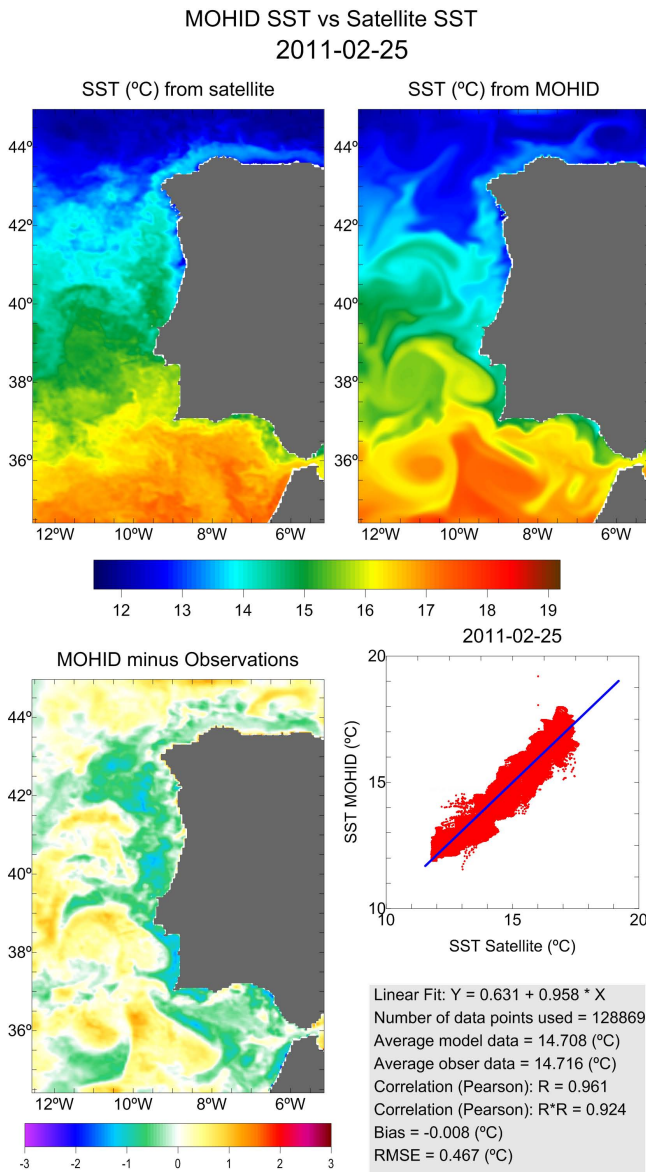 MOHID SST vs Satellite SST
2011-02-25
SST (ºC) from satellite
SST (ºC) from MOHID
44º
42º
40º
38º
36º
12ºW 10ºW 8ºW 6ºW
44º
42º
40º
38º
36º
12ºW 10ºW 8ºW 6ºW
12 13 14 15 16 17 18 19
MOHID minus Observations
44º
42º
40º
38º
36º
12ºW 10ºW 8ºW 6ºW
-3 -2 -1 0 1 2 3
2011-02-25
20
15
10
SST MOHID (ºC)
10 15 20
SST Satellite (ºC)
Linear Fit: Y = 0.631 + 0.958 * X
Number of data points used = 128869
Average model data = 14.708 (ºC)
Average obser data = 14.716 (ºC)
Correlation (Pearson): R = 0.961
Correlation (Pearson): R*R = 0.924
Bias = -0.008 (ºC)
RMSE = 0.467 (ºC)